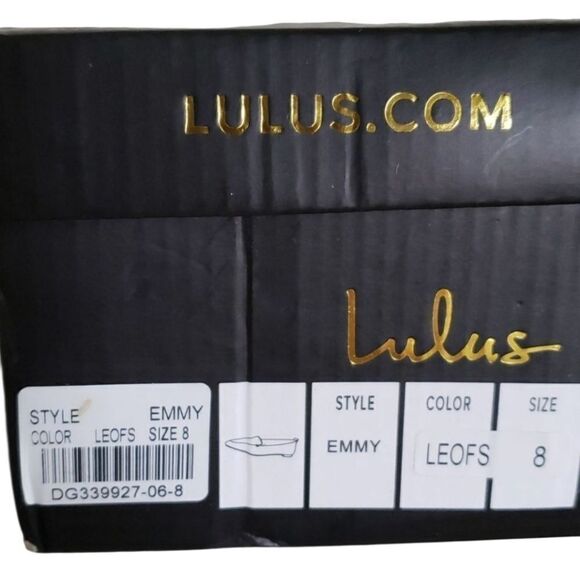 LULUS.COM
Lulus
STYLE EMMY
COLOR LEOFS SIZE 8
DG339927-06-8
STYLE COLOR SIZE
EMMY LEOFS 8